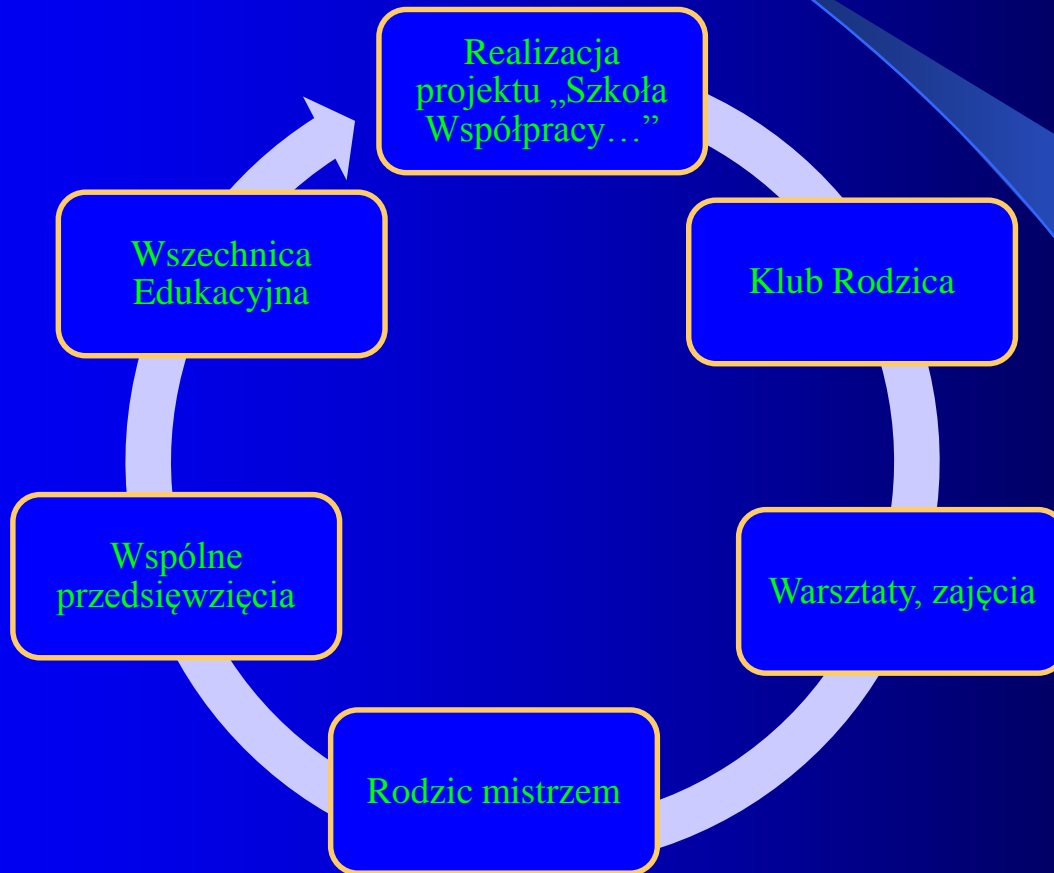 Realizacja
projektu „Szkoła
Współpracy…”
Klub Rodzica
Warsztaty, zajęcia
Rodzic mistrzem
Wspólne
przedsięwzięcia
Wszechnica
Edukacyjna